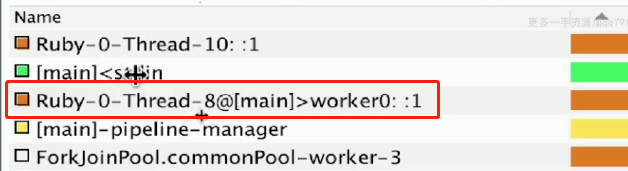 Name
Ruby-0-Thread-10: :1
[main]<stdin
Ruby-0-Thread-8@[main]>worker0: :1
[main]-pipeline-manager
ForkJoinPool.commonPool-worker-3